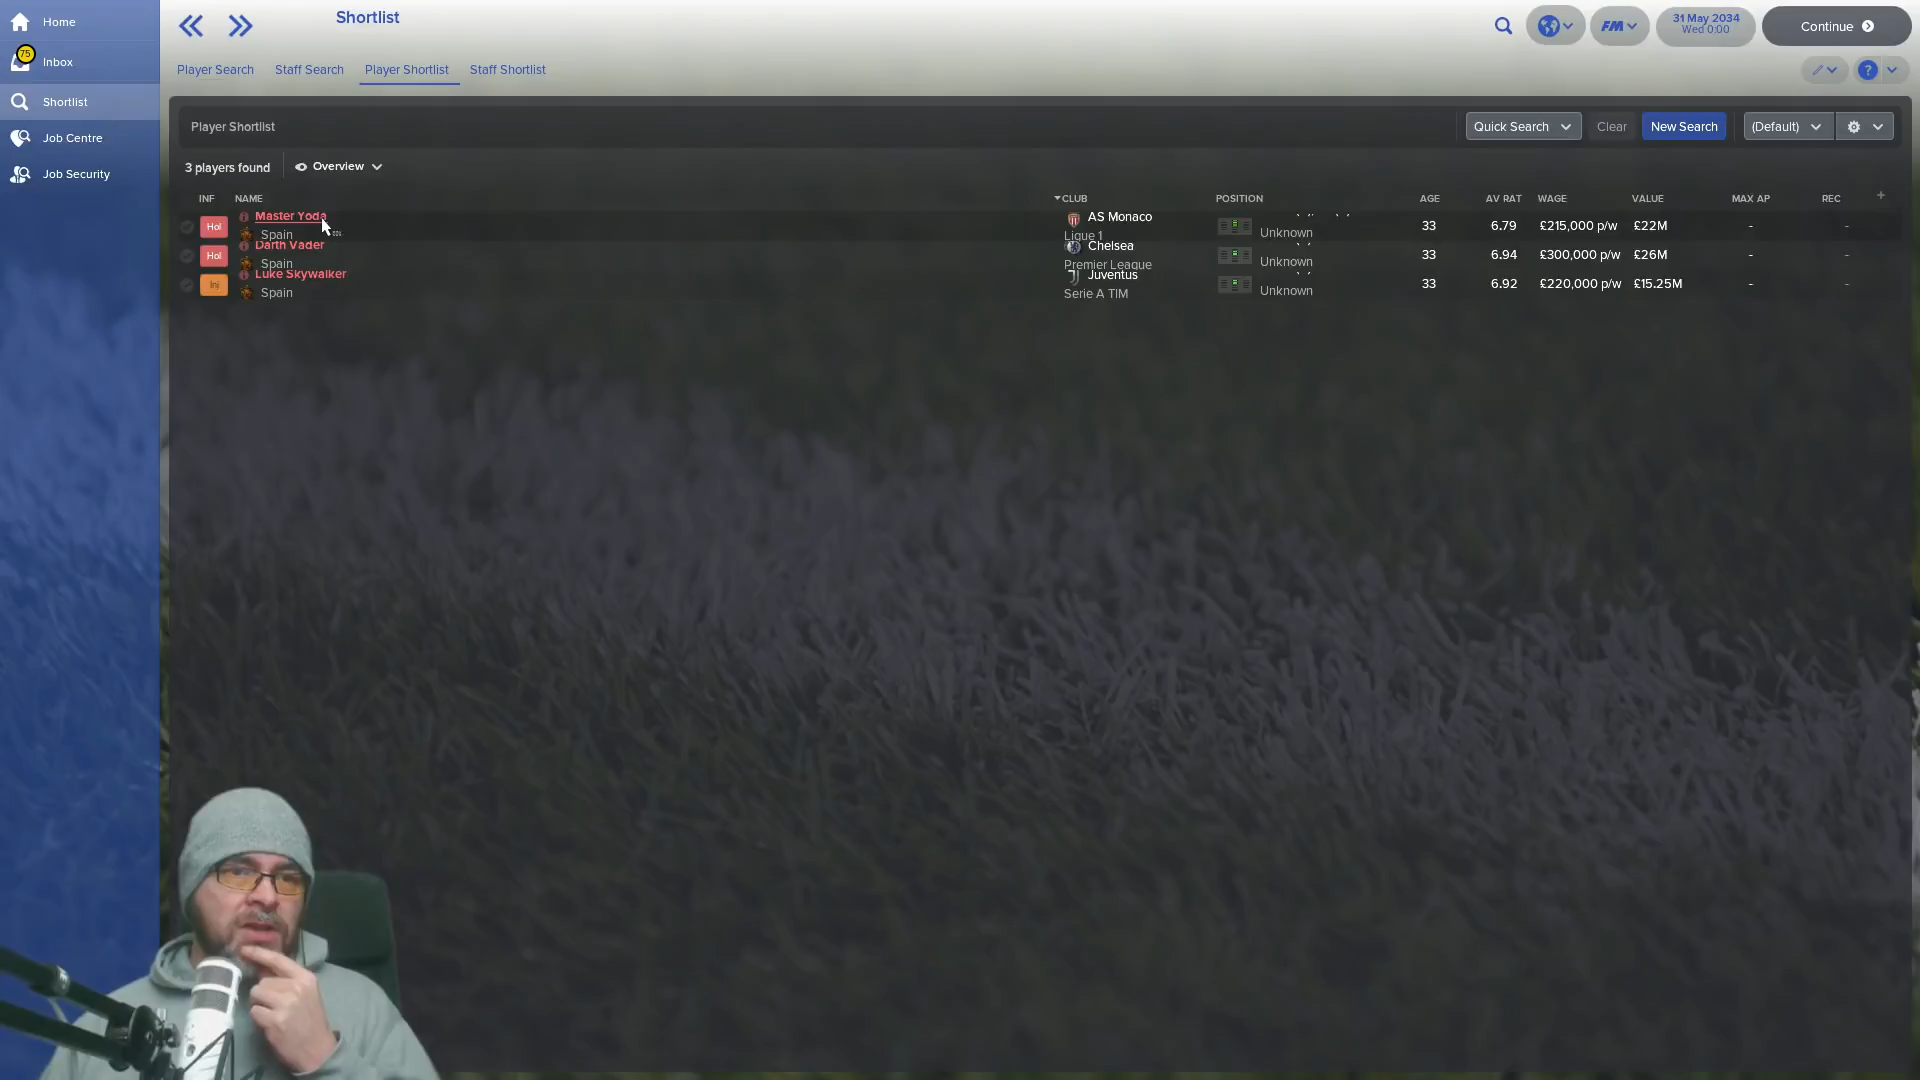 Home
75
Inbox
Shortlist
Job Centre
Job Security
Shortlist
FM
31 May 2034
Wed 0:00
Continue
Player Search
Staff Search
Player Shortlist
Staff Shortlist
?
Player Shortlist
Quick Search
Clear
New Search
(Default)
3 players found
Overview
INF NAME CLUB POSITION AGE AV RAT WAGE VALUE MAX AP REC +
Hol Master Yoda AS Monaco 33 6.79 £215,000 p/w £22M - -
Spain Ligue 1 Unknown
Hol Darth Vader Chelsea 33 6.94 £300,000 p/w £26M - -
Spain Premier League Unknown
Inj Luke Skywalker Juventus 33 6.92 £220,000 p/w £15.25M - -
Spain Serie A TIM Unknown